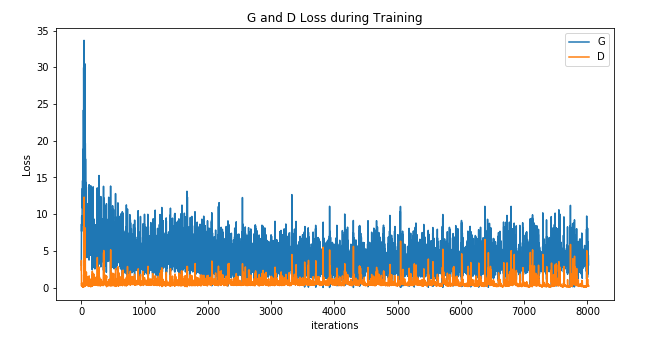 G and D Loss during Training
35
30
25
20
15
10
5
0
Loss
G
D
0 1000 2000 3000 4000 5000 6000 7000 8000
iterations